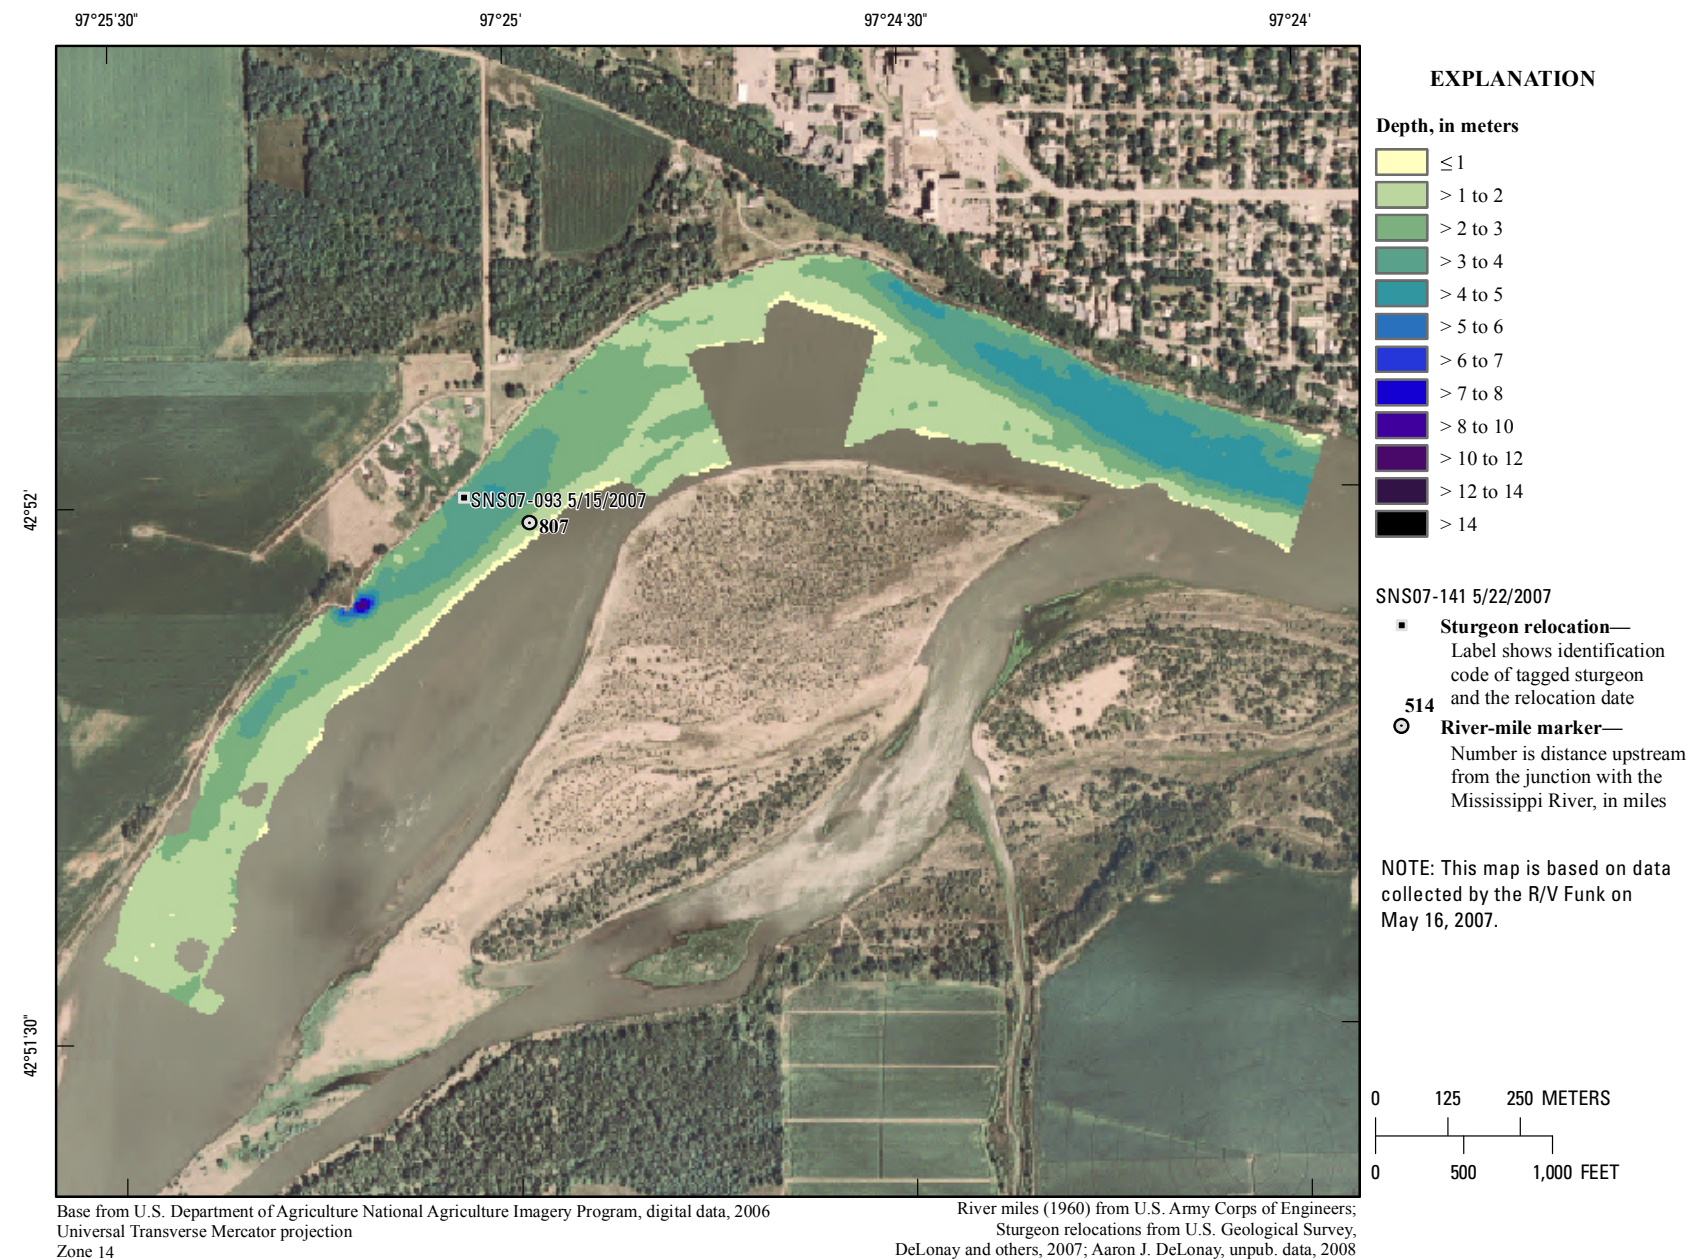 97°25'30"
97°25'
97°24'30"
97°24'
42°52'
42°51'30"
SNS07-093 5/15/2007
807
EXPLANATION
Depth, in meters
≤ 1
> 1 to 2
> 2 to 3
> 3 to 4
> 4 to 5
> 5 to 6
> 6 to 7
> 7 to 8
> 8 to 10
> 10 to 12
> 12 to 14
> 14
SNS07-141 5/22/2007
Sturgeon relocation—
Label shows identification
code of tagged sturgeon
and the relocation date
514
River-mile marker—
Number is distance upstream
from the junction with the
Mississippi River, in miles
NOTE: This map is based on data
collected by the R/V Funk on
May 16, 2007.
0 125 250 METERS
0 500 1,000 FEET
Base from U.S. Department of Agriculture National Agriculture Imagery Program, digital data, 2006
Universal Transverse Mercator projection
Zone 14
River miles (1960) from U.S. Army Corps of Engineers;
Sturgeon relocations from U.S. Geological Survey,
DeLonay and others, 2007; Aaron J. DeLonay, unpub. data, 2008